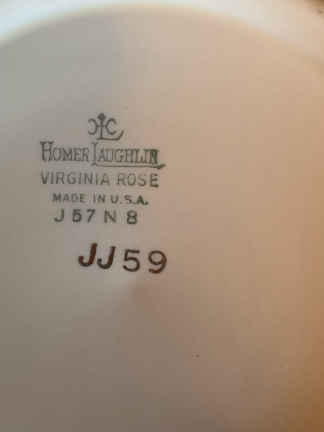 HLC
HOMER LAUGHLIN
VIRGINIA ROSE
MADE IN U.S.A.
J 57 N 8
JJ59